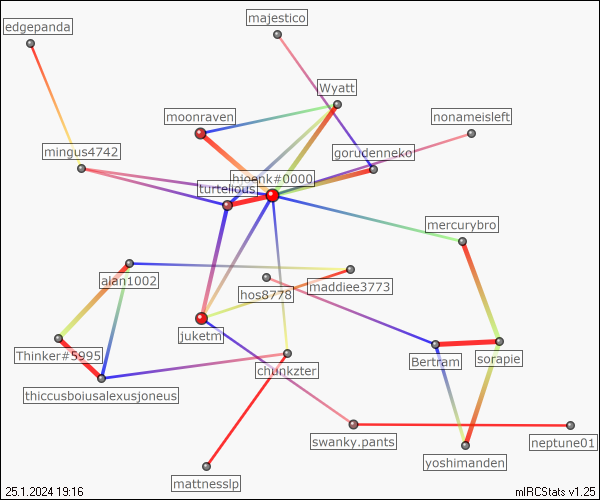 majestico
edgepanda
Wyatt
moonraven
nonameisleft
mingus4742
gorudenneko
hjoenk#0000
turtelious
mercurybro
alan1002
maddiee3773
hos8778
juketm
Thinker#5995
Bertram
sorapie
chunkzter
thiccusboiusalexusjoneus
swanky.pants
neptune01
yoshimanden
mattnesslp
25.1.2024 19:16
mIRCStats v1.25